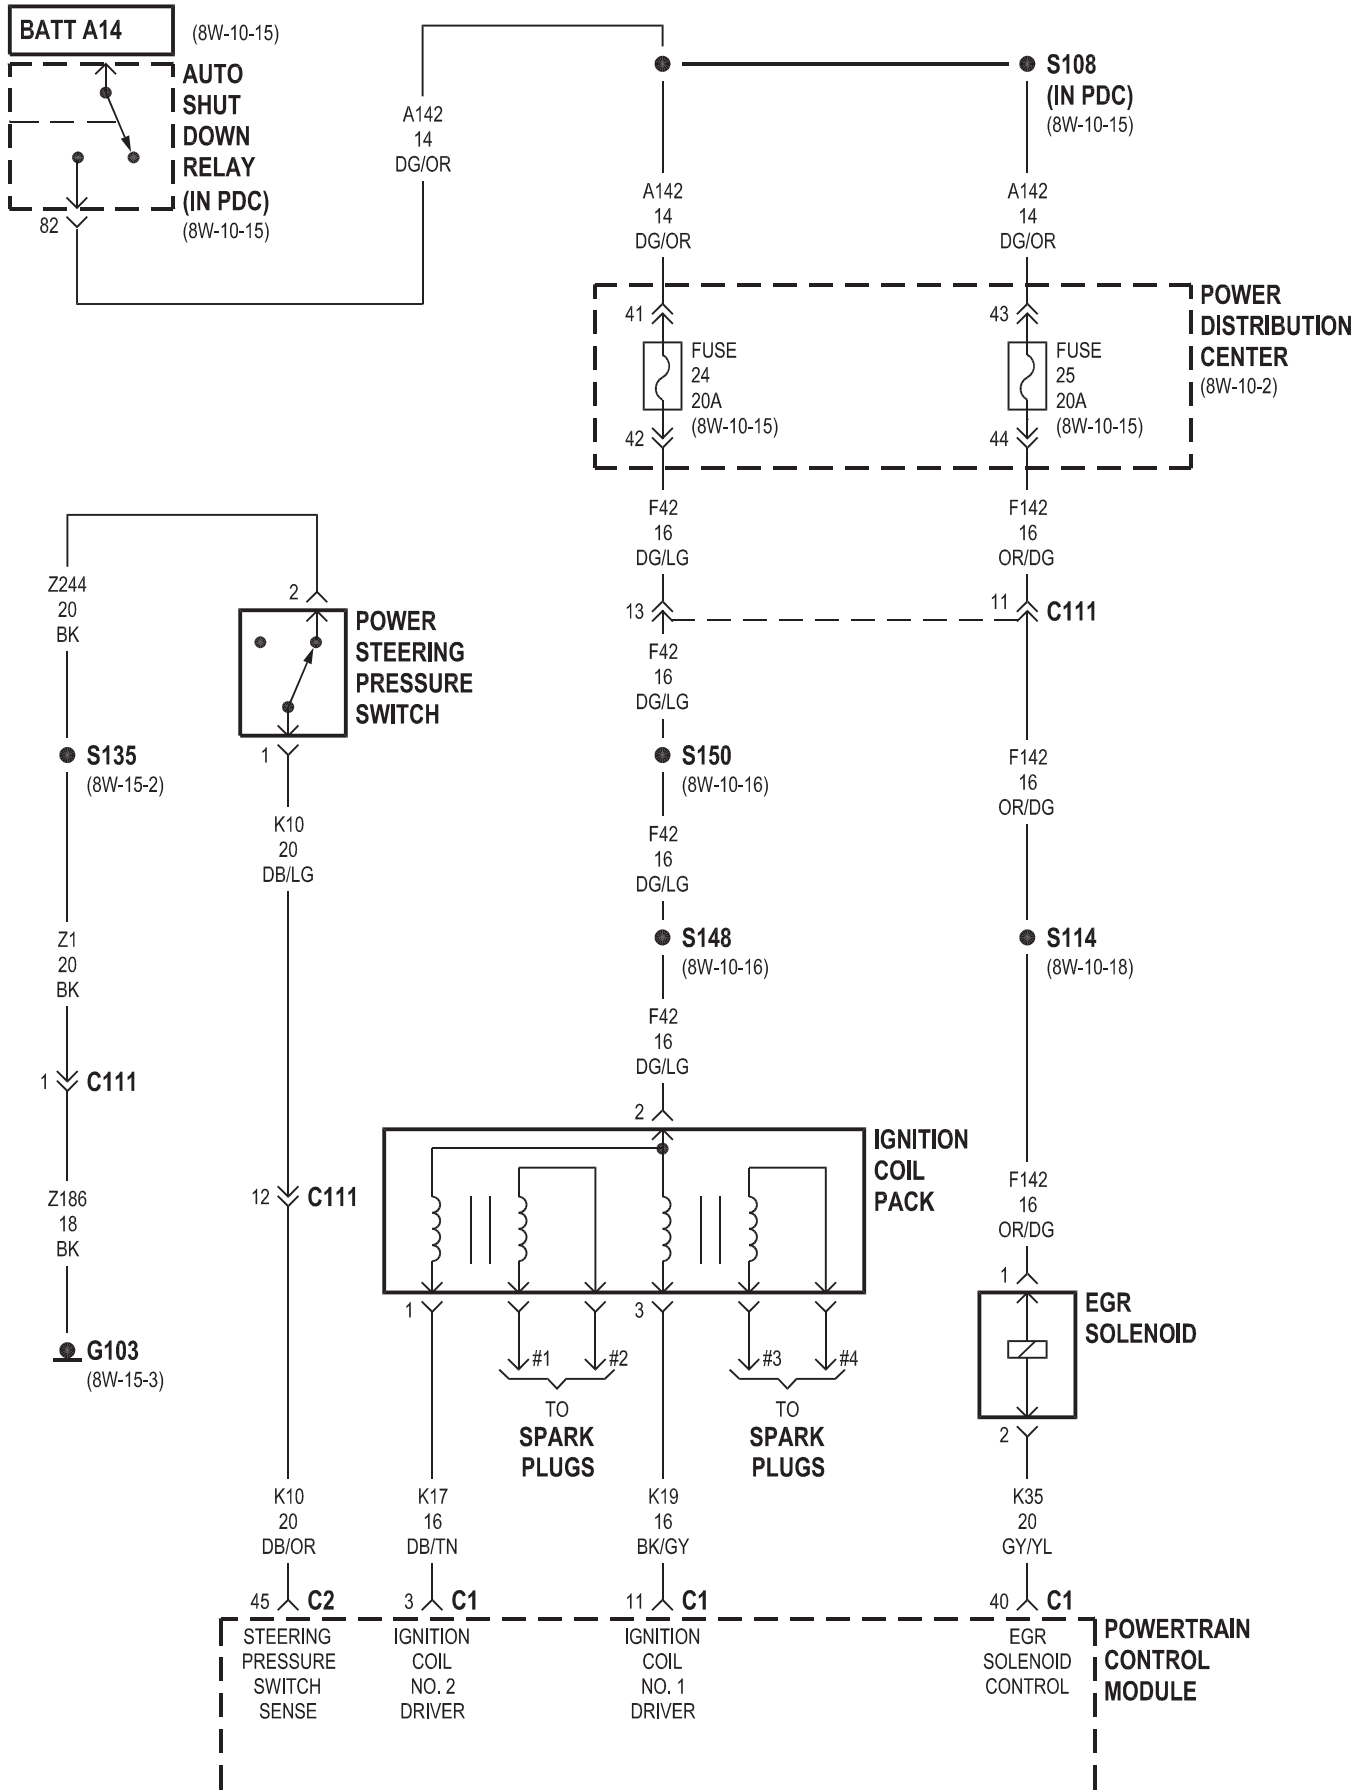 BATT A14
(8W-10-15)
AUTO
SHUT
DOWN
RELAY
(IN PDC)
(8W-10-15)
82
A142
14
DG/OR
S108
(IN PDC)
(8W-10-15)
A142
14
DG/OR
A142
14
DG/OR
POWER
DISTRIBUTION
CENTER
(8W-10-2)
41
FUSE
24
20A
(8W-10-15)
42
43
FUSE
25
20A
(8W-10-15)
44
F42
16
DG/LG
F142
16
OR/DG
13
11
C111
Z244
20
BK
2
POWER
STEERING
PRESSURE
SWITCH
1
F42
16
DG/LG
S135
(8W-15-2)
S150
(8W-10-16)
F142
16
OR/DG
K10
20
DB/LG
F42
16
DG/LG
Z1
20
BK
S148
(8W-10-16)
S114
(8W-10-18)
F42
16
DG/LG
1
C111
2
IGNITION
COIL
PACK
Z186
18
BK
12
C111
F142
16
OR/DG
1
EGR
SOLENOID
2
G103
(8W-15-3)
1
#1
#2
TO
SPARK
PLUGS
3
#3
#4
TO
SPARK
PLUGS
K10
20
DB/OR
K17
16
DB/TN
K19
16
BK/GY
K35
20
GY/YL
45
C2
3
C1
11
C1
40
C1
STEERING
PRESSURE
SWITCH
SENSE
IGNITION
COIL
NO. 2
DRIVER
IGNITION
COIL
NO. 1
DRIVER
EGR
SOLENOID
CONTROL
POWERTRAIN
CONTROL
MODULE